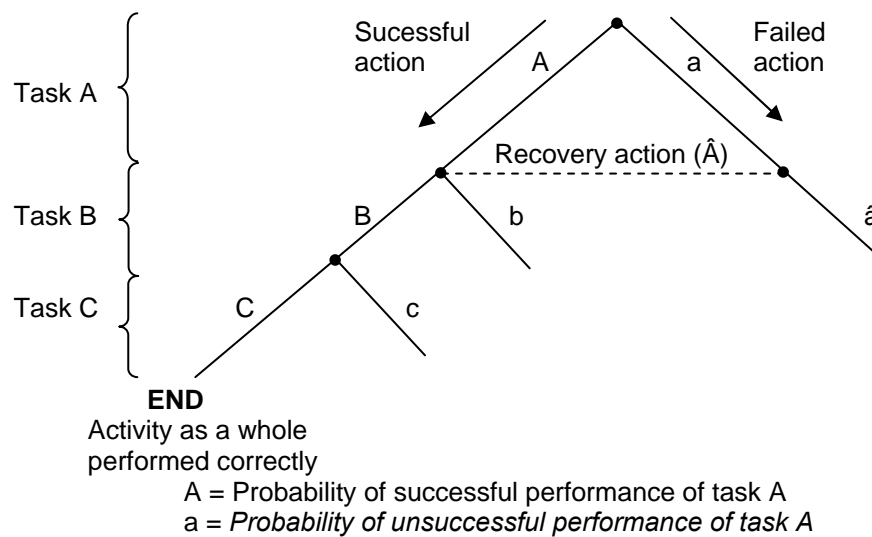 Sucessful
action
Failed
action
A
a
Task A
Recovery action (Â)
Task B
B
b
â
Task C
C
c
END
Activity as a whole
performed correctly
A = Probability of successful performance of task A
a = Probability of unsuccessful performance of task A